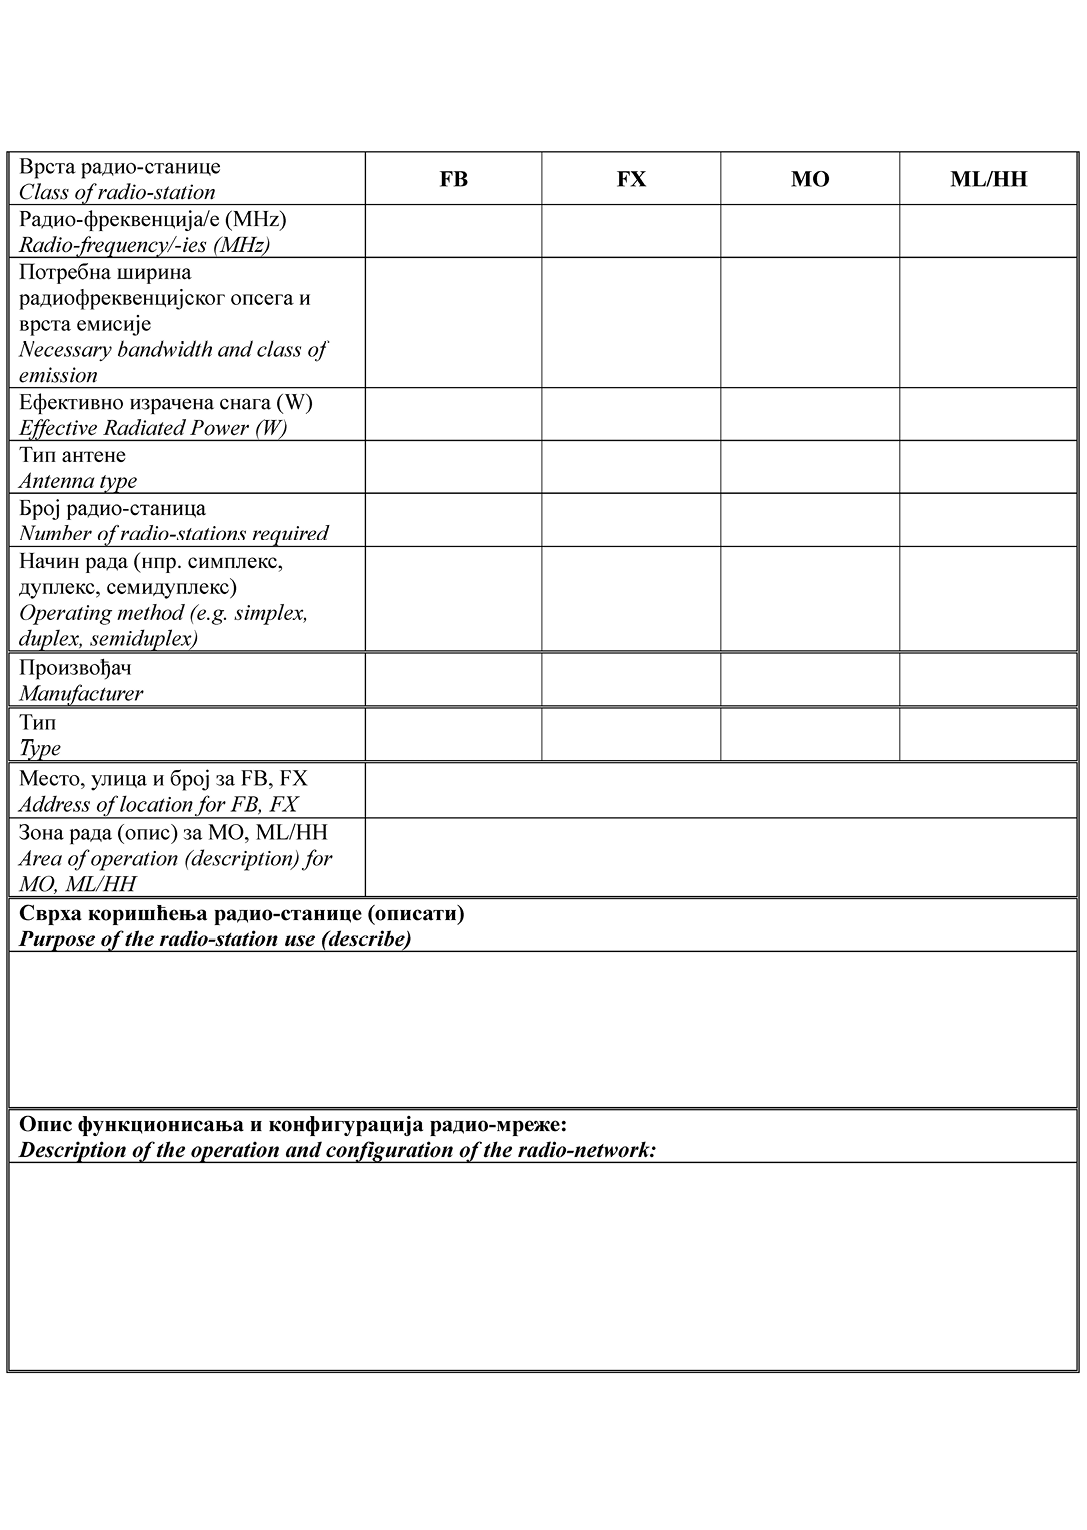 Врста радио-станице
Class of radio-station
FB
FX
MO
ML/HH
Радио-фреквенција/е (MHz)
Radio-frequency/-ies (MHz)
Потребна ширина
радиофреквенцијског опсега и
врста емисије
Necessary bandwidth and class of
emission
Ефективно израчена снага (W)
Effective Radiated Power (W)
Тип антене
Antenna type
Број радио-станица
Number of radio-stations required
Начин рада (нпр. симплекс,
дуплекс, семидуплекс)
Operating method (e.g. simplex,
duplex, semiduplex)
Произвођач
Manufacturer
Тип
Type
Место, улица и број за FB, FX
Address of location for FB, FX
Зона рада (опис) за MO, ML/HH
Area of operation (description) for
MO, ML/HH
Сврха коришћења радио-станице (описати)
Purpose of the radio-station use (describe)
Опис функционисања и конфигурација радио-мреже:
Description of the operation and configuration of the radio-network: